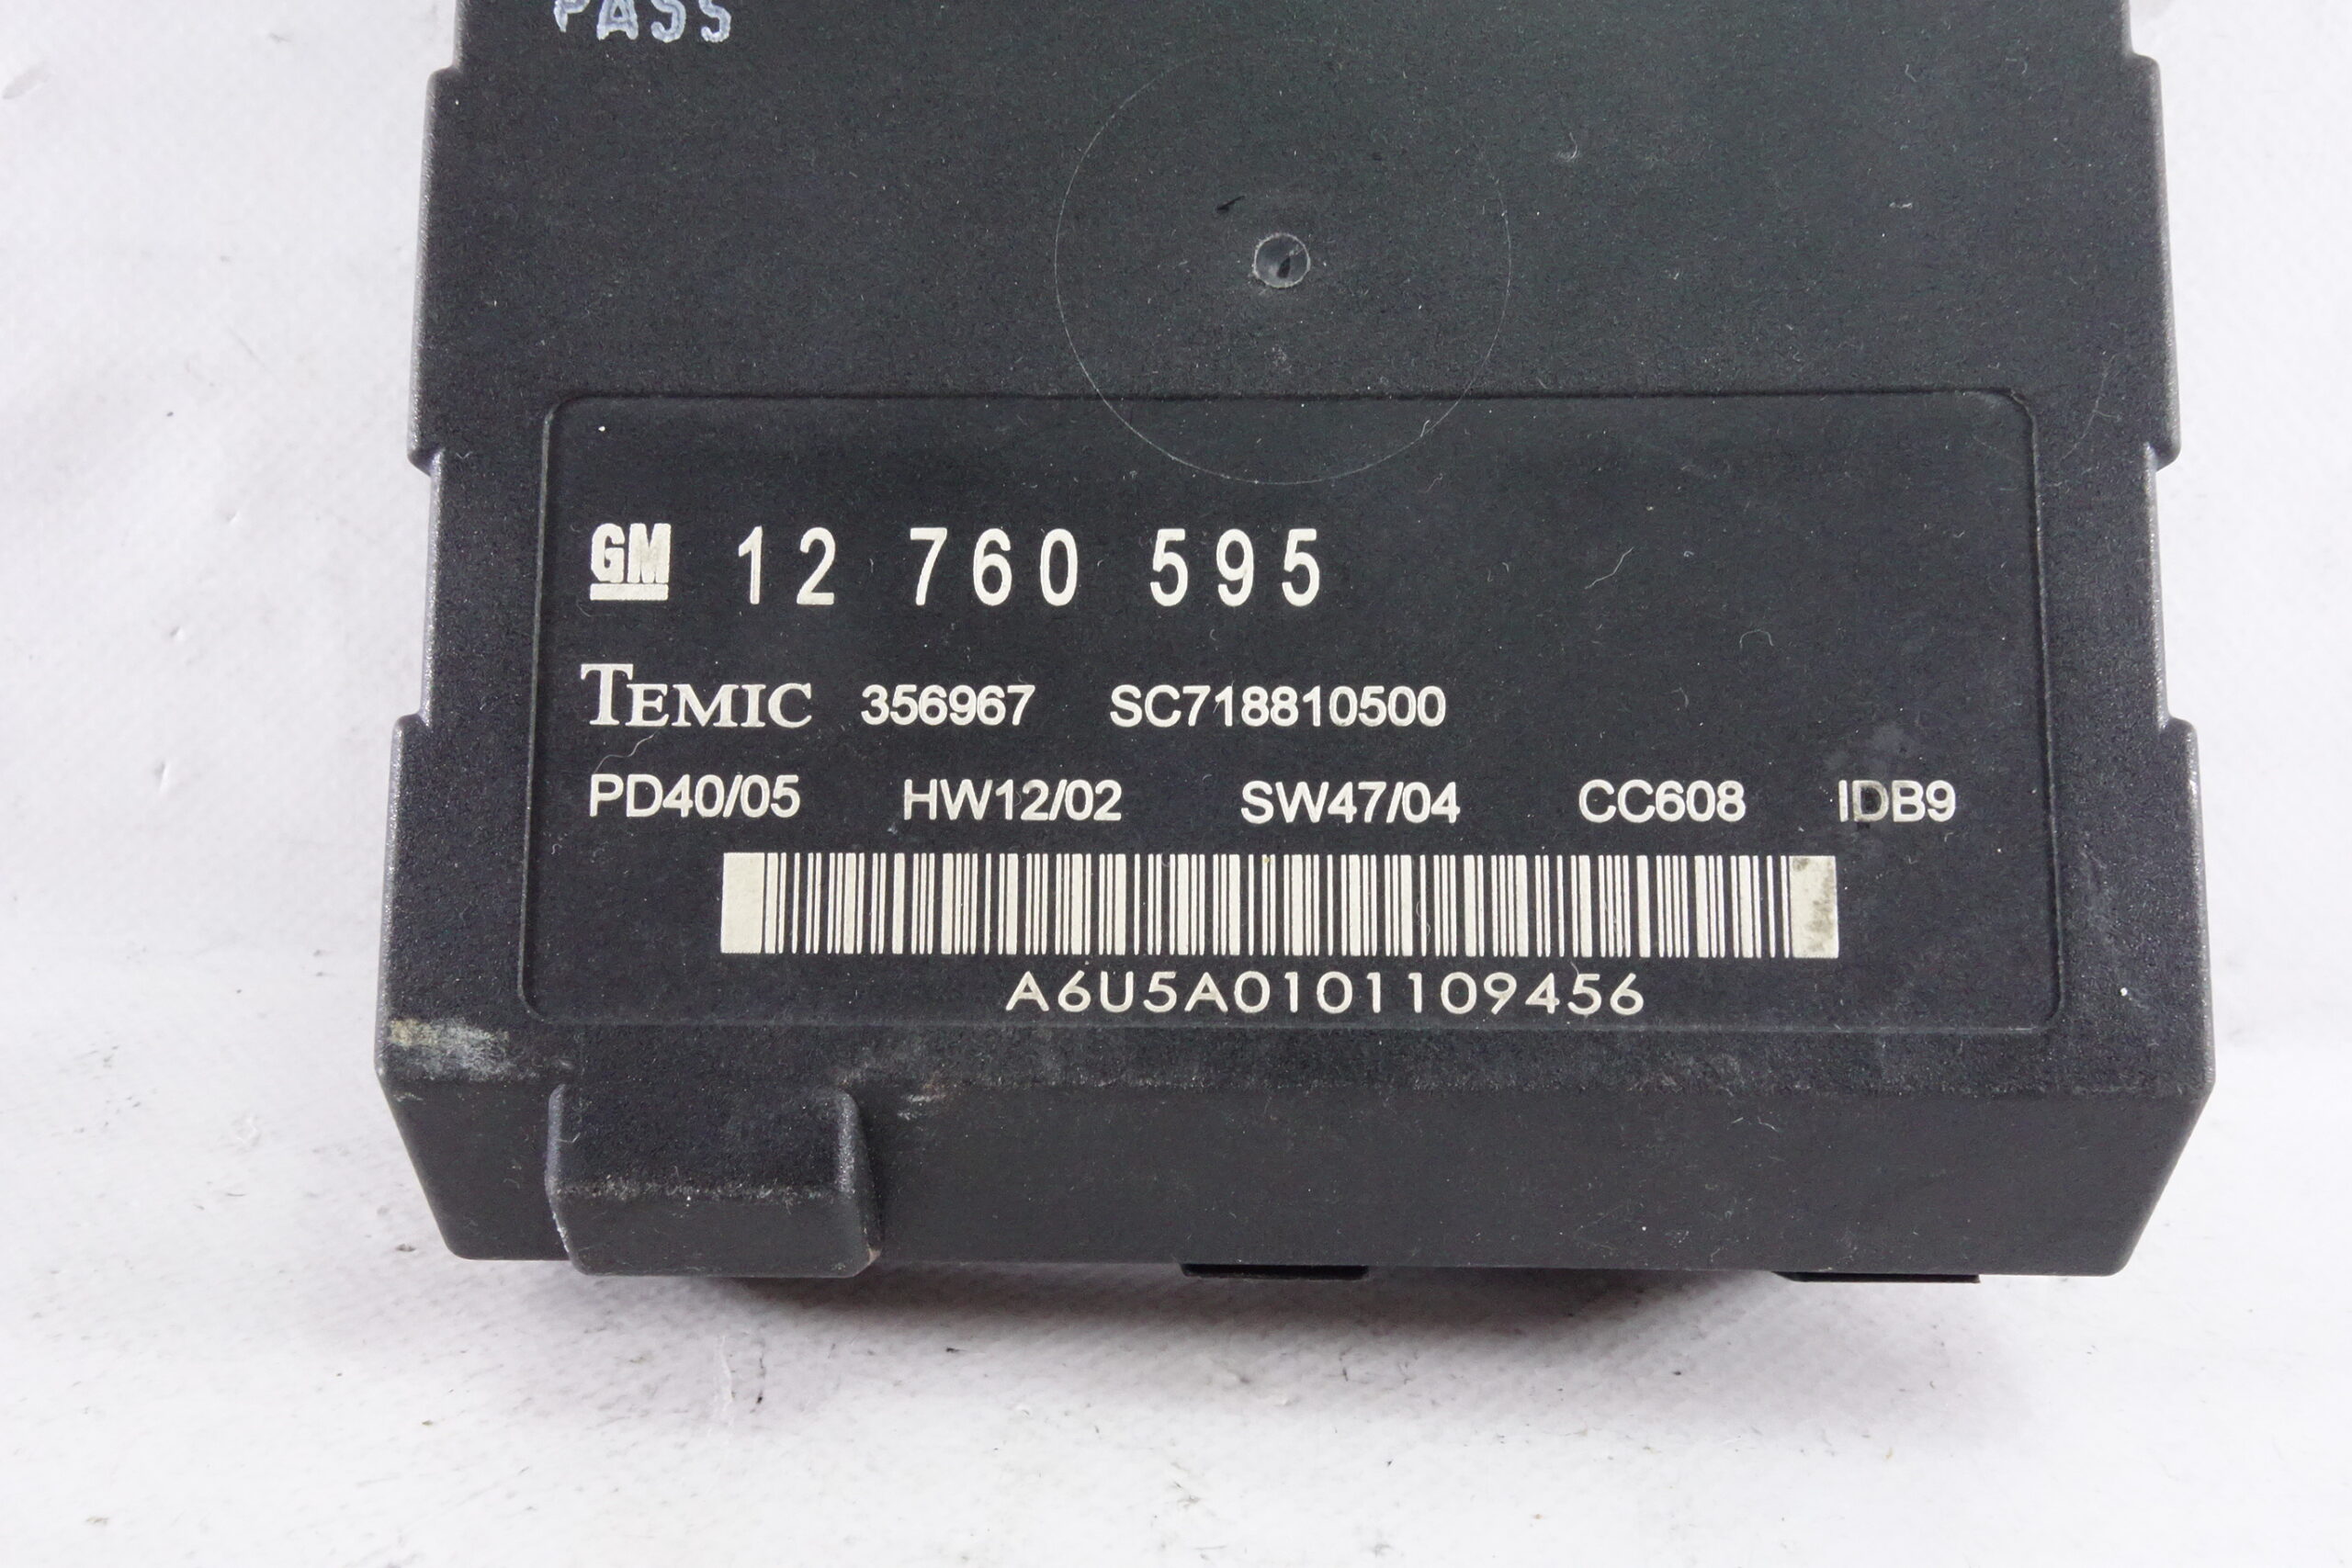 PASS
GM 12 760 595
TEMIC 356967 SC718810500
PD40/05 HW12/02 SW47/04 CC608 IDB9
A6U5A0101109456